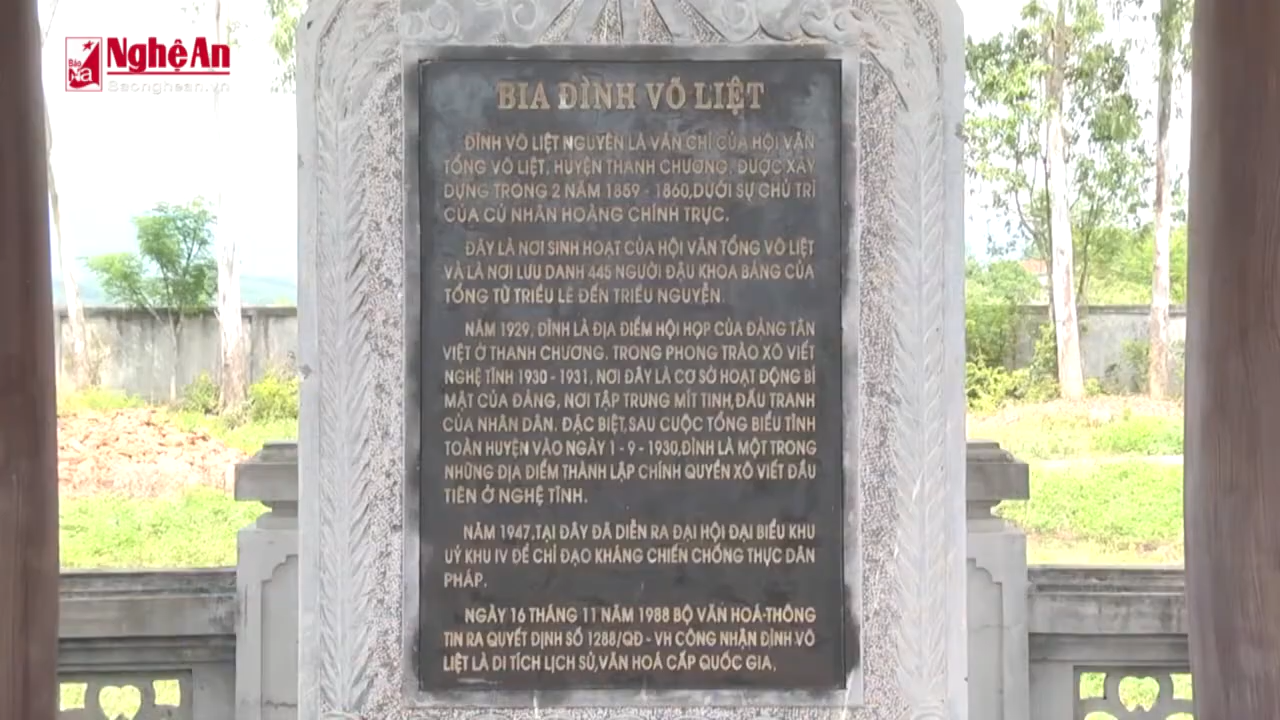 Báo
Na
Nghệ An
Baonghean.vn
BIA ĐÌNH VÕ LIỆT
ĐÌNH VÕ LIỆT NGUYÊN LÀ VĂN CHỈ CỦA HỘI VĂN
TỔNG VÕ LIỆT, HUYỆN THANH CHƯƠNG, ĐƯỢC XÂY
DỰNG TRONG 2 NĂM 1859 - 1860,DƯỚI SỰ CHỦ TRÌ
CỦA CỬ NHÂN HOÀNG CHÍNH TRỰC.
ĐÂY LÀ NƠI SINH HOẠT CỦA HỘI VĂN TỔNG VÕ LIỆT
VÀ LÀ NƠI LƯU DANH 445 NGƯỜI ĐẬU KHOA BẢNG CỦA
TỔNG TỪ TRIỀU LÊ ĐẾN TRIỀU NGUYỄN.
NĂM 1929, ĐÌNH LÀ ĐỊA ĐIỂM HỘI HỌP CỦA ĐẢNG TÂN
VIỆT Ở THANH CHƯƠNG. TRONG PHONG TRÀO XÔ VIẾT
NGHỆ TĨNH 1930 - 1931, NƠI ĐÂY LÀ CƠ SỞ HOẠT ĐỘNG BÍ
MẬT CỦA ĐẢNG, NƠI TẬP TRUNG MÍT TINH,ĐẤU TRANH
CỦA NHÂN DÂN. ĐẶC BIỆT,SAU CUỘC TỔNG BIỂU TÌNH
TOÀN HUYỆN VÀO NGÀY 1 - 9 - 1930,ĐÌNH LÀ MỘT TRONG
NHỮNG ĐỊA ĐIỂM THÀNH LẬP CHÍNH QUYỀN XÔ VIẾT ĐẦU
TIÊN Ở NGHỆ TĨNH.
NĂM 1947,TẠI ĐÂY ĐÃ DIỄN RA ĐẠI HỘI ĐẠI BIỂU KHU
UỶ KHU IV ĐỂ CHỈ ĐẠO KHÁNG CHIẾN CHỐNG THỰC DÂN
PHÁP.
NGÀY 16 THÁNG 11 NĂM 1988 BỘ VĂN HOÁ-THÔNG
TIN RA QUYẾT ĐỊNH SỐ 1288/QĐ - VH CÔNG NHẬN ĐÌNH VÕ
LIỆT LÀ DI TÍCH LỊCH SỬ,VĂN HOÁ CẤP QUỐC GIA,